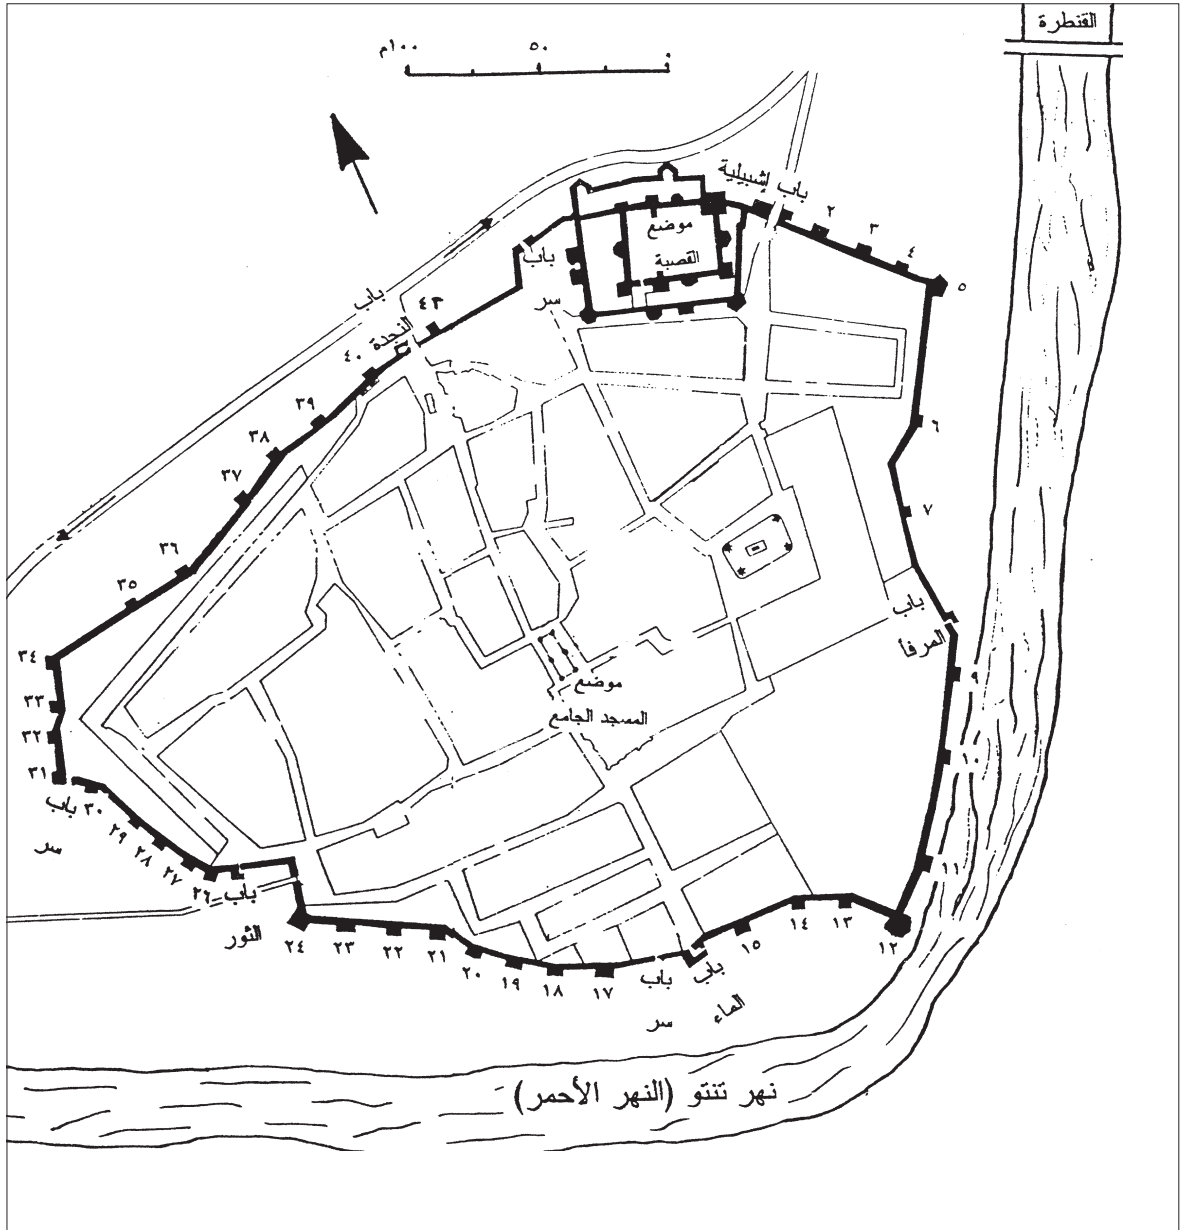 القنطرة
١٠٠م ٥٠ ٠
باب إشبيلية
٢
٣
٤
٥
٦
٧
باب
المرفأ
٩
١٠
١١
١٢
١٣
١٤
١٥
باب
الماء
باب
سر
١٧
١٨
١٩
٢٠
٢١
٢٢
٢٣
٢٤
باب
الثور
٢٦
٢٧
٢٨
٢٩
٣٠
باب
سر
٣١
٣٢
٣٣
٣٤
٣٥
٣٦
٣٧
٣٨
٣٩
٤٠
باب
النجدة
٤٣
باب
سر
موضع
القصبة
موضع
المسجد الجامع
نهر تنتو (النهر الأحمر)